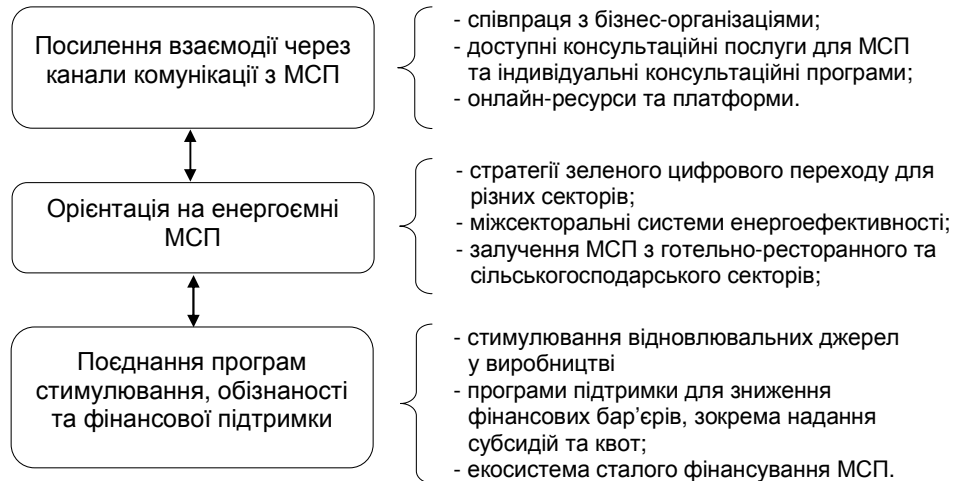 Посилення взаємодії через
канали комунікації з МСП
- співпраця з бізнес-організаціями;
- доступні консультаційні послуги для МСП
та індивідуальні консультаційні програми;
- онлайн-ресурси та платформи.
Орієнтація на енергоємні
МСП
- стратегії зеленого цифрового переходу для
різних секторів;
- міжсекторальні системи енергоефективності;
- залучення МСП з готельно-ресторанного та
сільськогосподарського секторів;
Поєднання програм
стимулювання, обізнаності
та фінансової підтримки
- стимулювання відновлювальних джерел
у виробництві
- програми підтримки для зниження
фінансових бар’єрів, зокрема надання
субсидій та квот;
- екосистема сталого фінансування МСП.